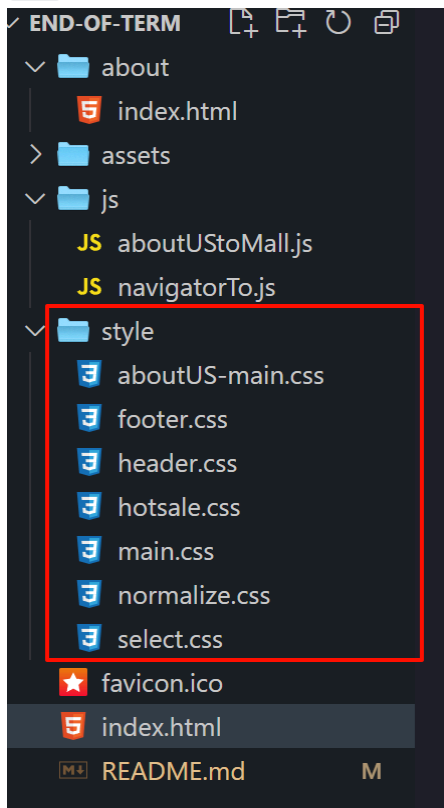 END-OF-TERM
about
index.html
assets
js
JS aboutUStoMall.js
JS navigatorTo.js
style
aboutUS-main.css
footer.css
header.css
hotsale.css
main.css
normalize.css
select.css
favicon.ico
index.html
README.md M